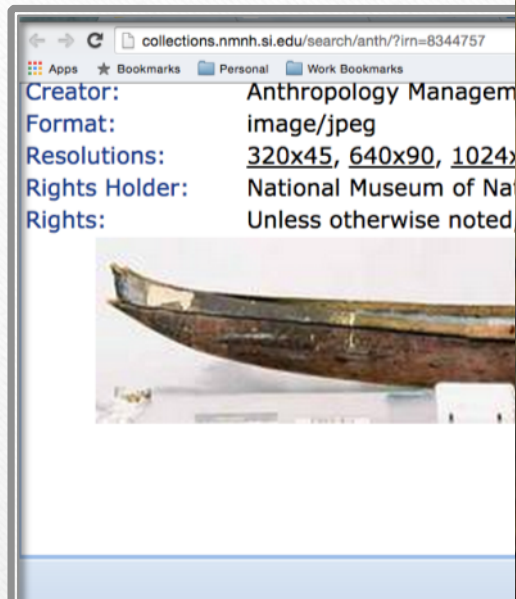 collections.nmnh.si.edu/search/anth/?irn=8344757
Apps Bookmarks Personal Work Bookmarks
Creator: Anthropology Managem
Format: image/jpeg
Resolutions: 320x45, 640x90, 1024x
Rights Holder: National Museum of Nat
Rights: Unless otherwise noted,